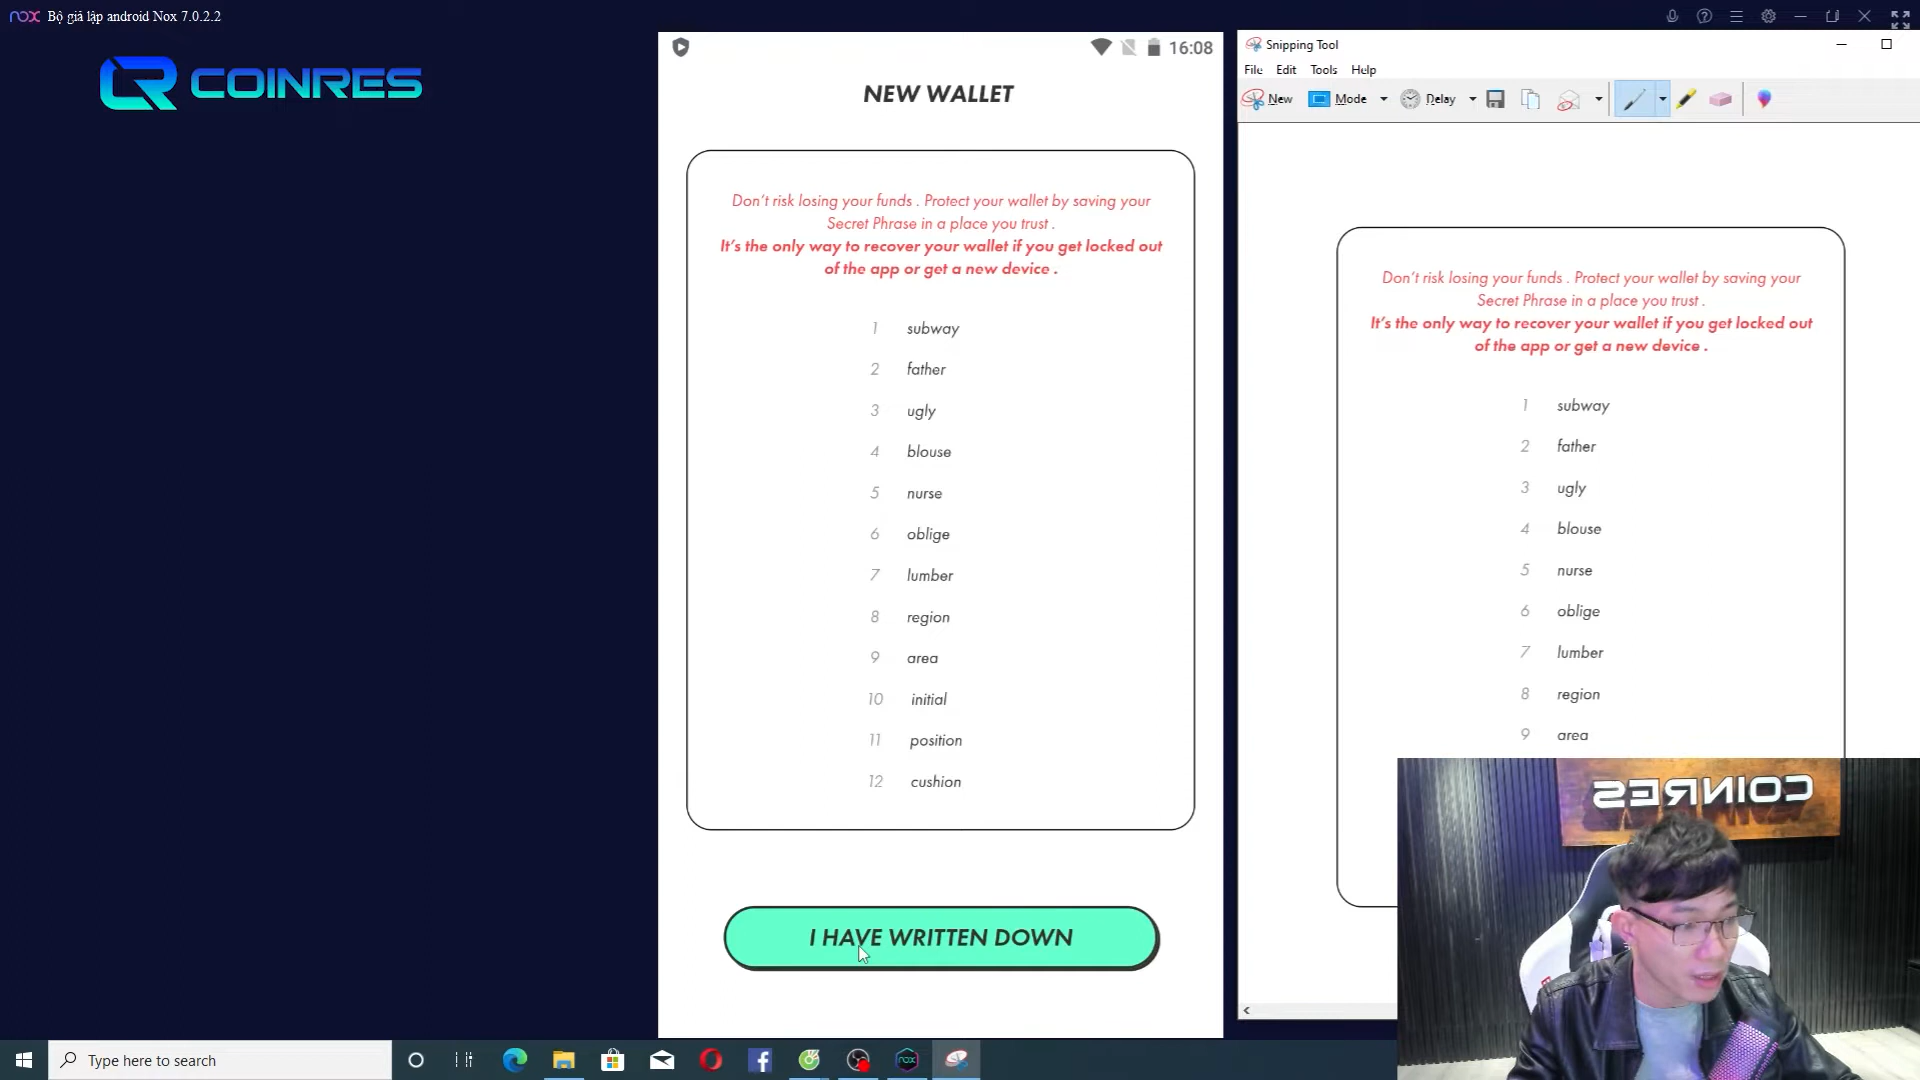 nox Bộ giả lập android Nox 7.0.2.2
COINRES
16:08
NEW WALLET
Don't risk losing your funds . Protect your wallet by saving your
Secret Phrase in a place you trust .
It's the only way to recover your wallet if you get locked out
of the app or get a new device .
1 subway
2 father
3 ugly
4 blouse
5 nurse
6 oblige
7 lumber
8 region
9 area
10 initial
11 position
12 cushion
I HAVE WRITTEN DOWN
Snipping Tool
File Edit Tools Help
New Mode Delay
Don't risk losing your funds . Protect your wallet by saving your
Secret Phrase in a place you trust .
It's the only way to recover your wallet if you get locked out
of the app or get a new device .
1 subway
2 father
3 ugly
4 blouse
5 nurse
6 oblige
7 lumber
8 region
9 area
COINRES
Type here to search
nox